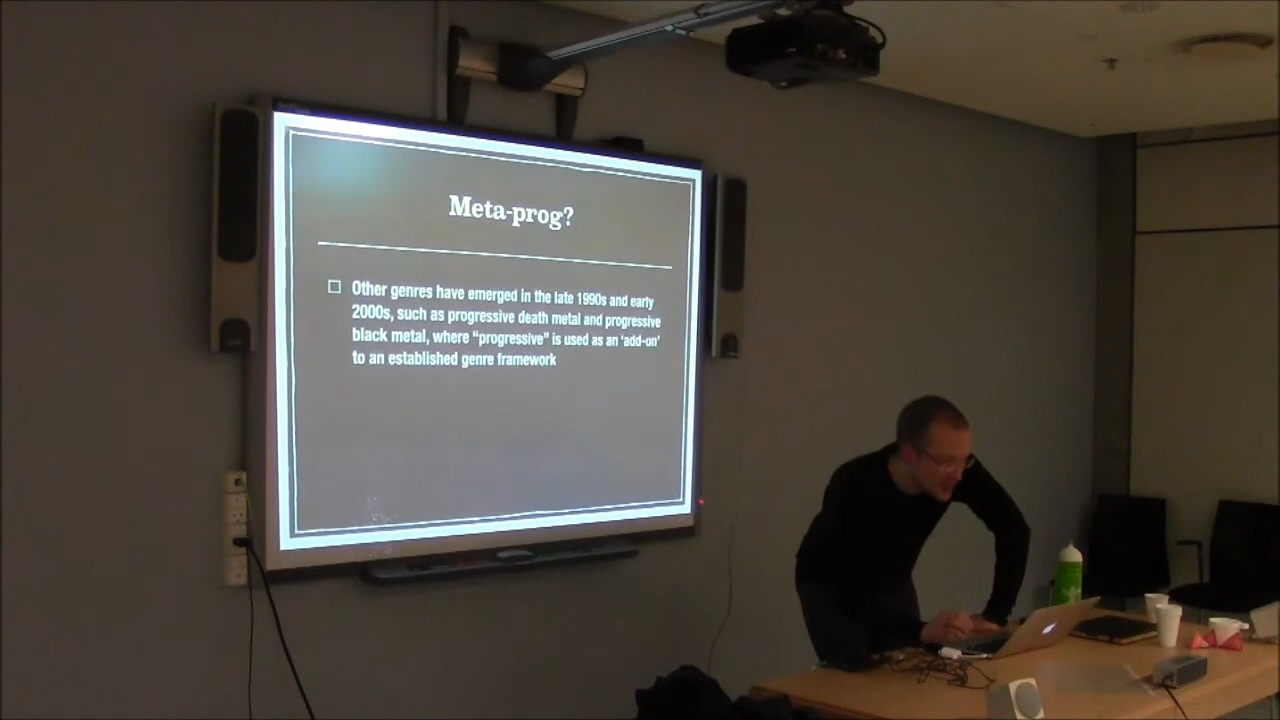 Meta-prog?
Other genres have emerged in the late 1990s and early
2000s, such as progressive death metal and progressive
black metal, where “progressive” is used as an ‘add-on’
to an established genre framework